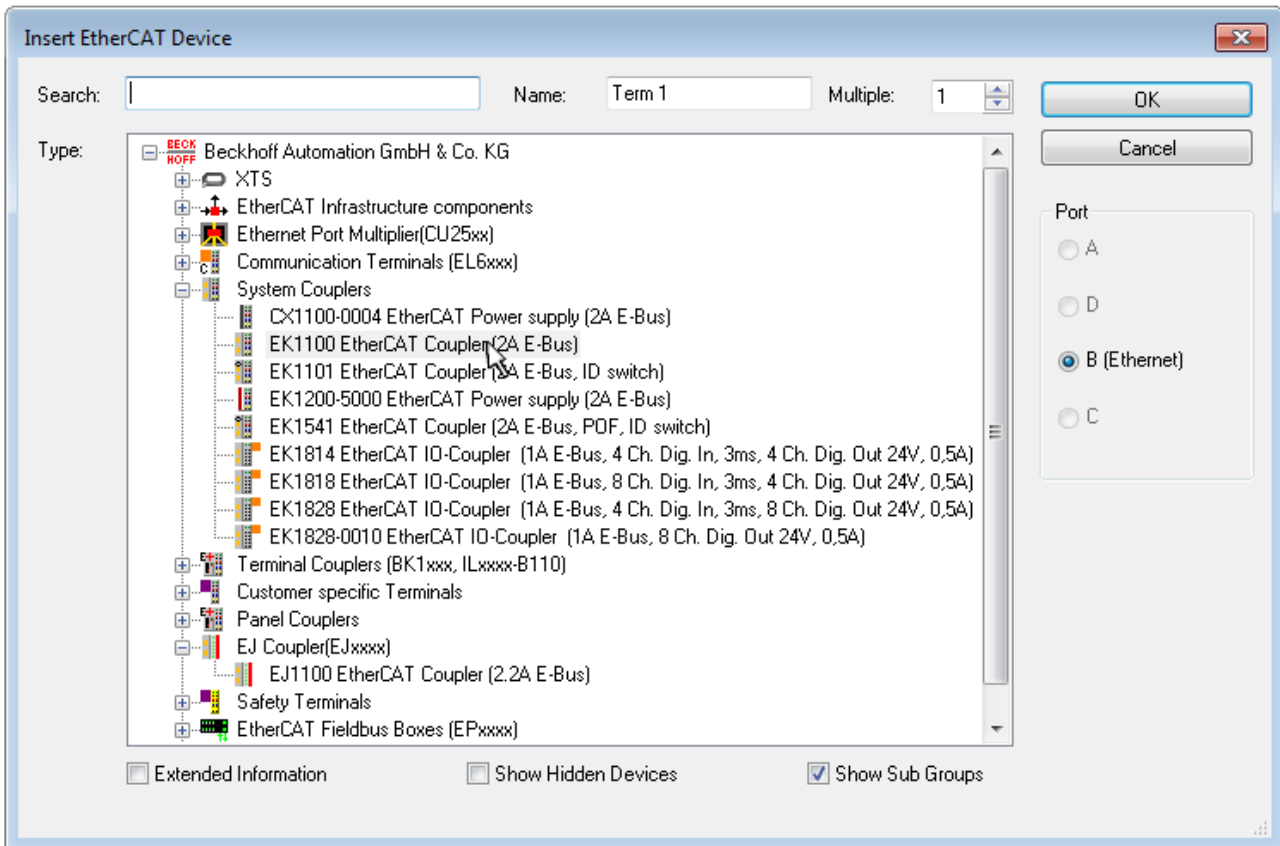 Insert EtherCAT Device
Search: Name: Term 1 Multiple: 1 OK
Type: BECKHOFF Beckhoff Automation GmbH & Co. KG Cancel
XTS
EtherCAT Infrastructure components
Port
Ethernet Port Multiplier(CU25xx)
A
C Communication Terminals (EL6xxx)
System Couplers
CX1100-0004 EtherCAT Power supply (2A E-Bus)
D
EK1100 EtherCAT Coupler (2A E-Bus)
B (Ethernet)
EK1101 EtherCAT Coupler (2A E-Bus, ID switch)
EK1200-5000 EtherCAT Power supply (2A E-Bus)
C
EK1541 EtherCAT Coupler (2A E-Bus, POF, ID switch)
EK1814 EtherCAT IO-Coupler (1A E-Bus, 4 Ch. Dig. In, 3ms, 4 Ch. Dig. Out 24V, 0,5A)
EK1818 EtherCAT IO-Coupler (1A E-Bus, 8 Ch. Dig. In, 3ms, 4 Ch. Dig. Out 24V, 0,5A)
EK1828 EtherCAT IO-Coupler (1A E-Bus, 4 Ch. Dig. In, 3ms, 8 Ch. Dig. Out 24V, 0,5A)
EK1828-0010 EtherCAT IO-Coupler (1A E-Bus, 8 Ch. Dig. Out 24V, 0,5A)
Terminal Couplers (BK1xxx, ILxxxx-B110)
Customer specific Terminals
Panel Couplers
EJ Coupler(EJxxxx)
EJ1100 EtherCAT Coupler (2.2A E-Bus)
Safety Terminals
EtherCAT Fieldbus Boxes (EPxxxx)
Extended Information Show Hidden Devices Show Sub Groups